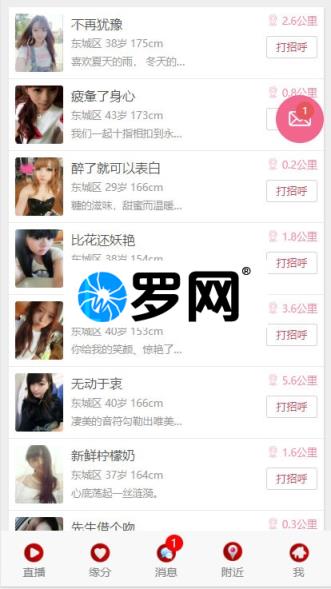 不再犹豫
2.6公里
东城区 38岁 175cm
打招呼
喜欢夏天的雨， 冬天的...
疲惫了身心
0.8公里
1
东城区 43岁 173cm
我们一起十指相扣到永...
醉了就可以表白
0.2公里
东城区 29岁 166cm
打招呼
糖的滋味，甜蜜而温暖...
比花还妖艳
1.8公里
东城区 38岁 154cm
打招呼
罗网®
3.6公里
东城区 40岁 153cm
打招呼
你给我的笑颜、惊艳了...
无动于衷
5.6公里
东城区 40岁 166cm
打招呼
凄美的音符勾勒出唯美...
新鲜柠檬奶
1.6公里
东城区 37岁 164cm
打招呼
心底荡起一丝涟漪。
先生借个吻
0.3公里
1
直播
缘分
消息
附近
我